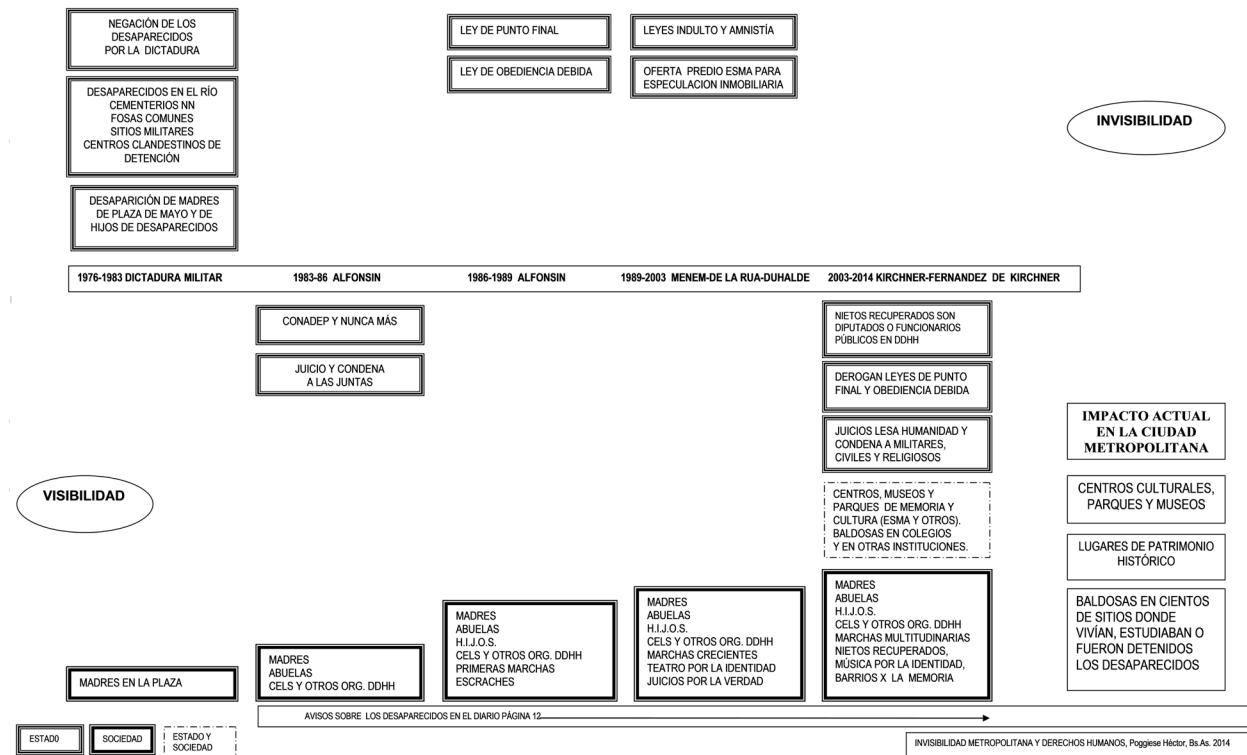 NEGACIÓN DE LOS
DESAPARECIDOS
POR LA DICTADURA
DESAPARECIDOS EN EL RÍO
CEMENTERIOS NN
FOSAS COMUNES
SITIOS MILITARES
CENTROS CLANDESTINOS DE
DETENCIÓN
DESAPARICIÓN DE MADRES
DE PLAZA DE MAYO Y DE
HIJOS DE DESAPARECIDOS
LEY DE PUNTO FINAL
LEY DE OBEDIENCIA DEBIDA
LEYES INDULTO Y AMNISTÍA
OFERTA PREDIO ESMA PARA
ESPECULACION INMOBILIARIA
INVISIBILIDAD
1976-1983 DICTADURA MILITAR
1983-86 ALFONSIN
1986-1989 ALFONSIN
1989-2003 MENEM-DE LA RUA-DUHALDE
2003-2014 KIRCHNER-FERNANDEZ DE KIRCHNER
CONADEP Y NUNCA MÁS
JUICIO Y CONDENA
A LAS JUNTAS
NIETOS RECUPERADOS SON
DIPUTADOS O FUNCIONARIOS
PÚBLICOS EN DDHH
DEROGAN LEYES DE PUNTO
FINAL Y OBEDIENCIA DEBIDA
JUICIOS LESA HUMANIDAD Y
CONDENA A MILITARES,
CIVILES Y RELIGIOSOS
CENTROS, MUSEOS Y
PARQUES DE MEMORIA Y
CULTURA (ESMA Y OTROS).
BALDOSAS EN COLEGIOS
Y EN OTRAS INSTITUCIONES.
VISIBILIDAD
MADRES EN LA PLAZA
MADRES
ABUELAS
CELS Y OTROS ORG. DDHH
MADRES
ABUELAS
H.I.J.O.S.
CELS Y OTROS ORG. DDHH
PRIMERAS MARCHAS
ESCRACHES
MADRES
ABUELAS
H.I.J.O.S.
CELS Y OTROS ORG. DDHH
MARCHAS CRECIENTES
TEATRO POR LA IDENTIDAD
JUICIOS POR LA VERDAD
MADRES
ABUELAS
H.I.J.O.S.
CELS Y OTROS ORG. DDHH
MARCHAS MULTITUDINARIAS
NIETOS RECUPERADOS,
MÚSICA POR LA IDENTIDAD,
BARRIOS X LA MEMORIA
IMPACTO ACTUAL
EN LA CIUDAD
METROPOLITANA
CENTROS CULTURALES,
PARQUES Y MUSEOS
LUGARES DE PATRIMONIO
HISTÓRICO
BALDOSAS EN CIENTOS
DE SITIOS DONDE
VIVÍAN, ESTUDIABAN O
FUERON DETENIDOS
LOS DESAPARECIDOS
AVISOS SOBRE LOS DESAPARECIDOS EN EL DIARIO PÁGINA 12
ESTAD0
SOCIEDAD
ESTADO Y
SOCIEDAD
INVISIBILIDAD METROPOLITANA Y DERECHOS HUMANOS, Poggiese Héctor, Bs.As. 2014